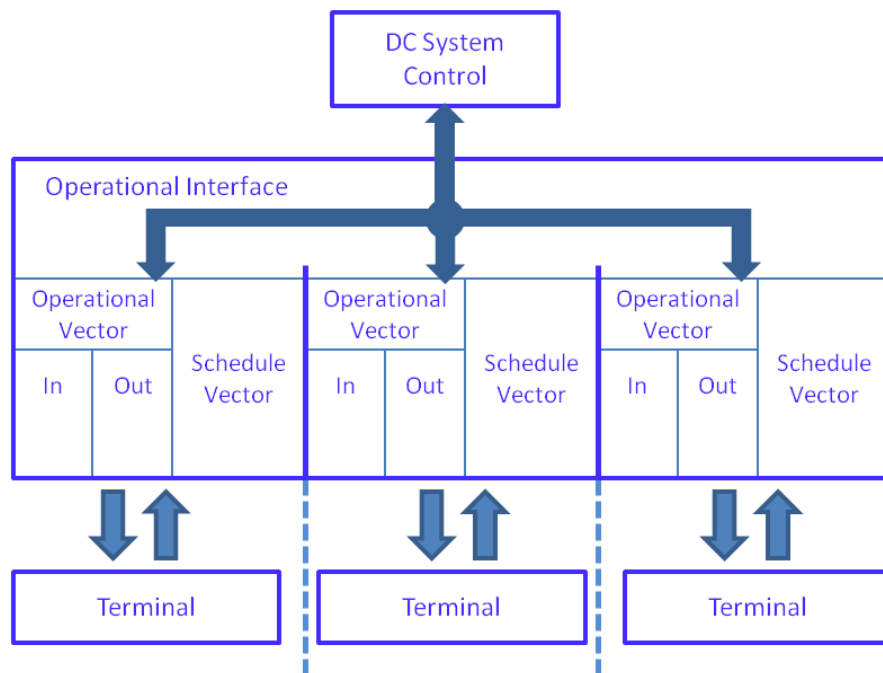 DC System
Control
Operational Interface
Operational
Vector
In
Out
Schedule
Vector
Operational
Vector
In
Out
Schedule
Vector
Operational
Vector
In
Out
Schedule
Vector
Terminal
Terminal
Terminal